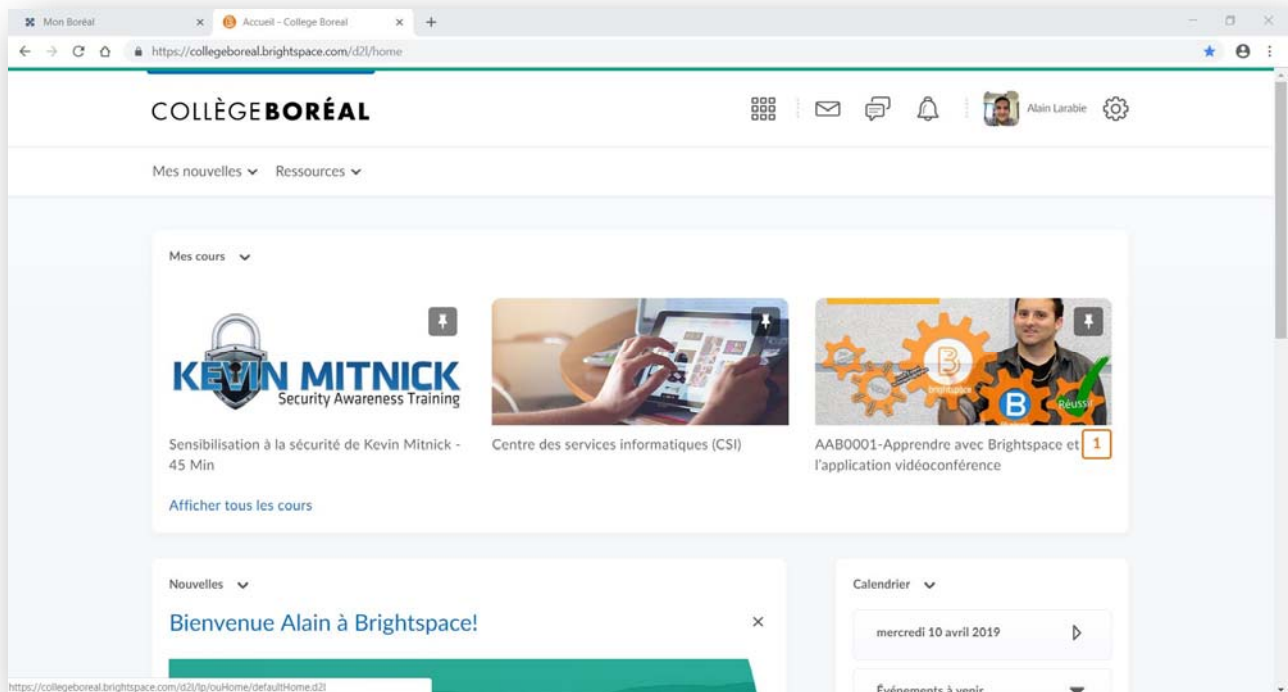 Mon Boréal
Accueil - College Boreal
https://collegeboreal.brightspace.com/d2l/home
COLLÈGEBORÉAL
Alain Larabie
Mes nouvelles
Ressources
Mes cours
KEVIN MITNICK
Security Awareness Training
brightspace
B
Réussir
Sensibilisation à la sécurité de Kevin Mitnick -
45 Min
Centre des services informatiques (CSI)
AAB0001-Apprendre avec Brightspace et
1
l'application vidéoconférence
Afficher tous les cours
Nouvelles
Calendrier
Bienvenue Alain à Brightspace!
mercredi 10 avril 2019
Événements à venir
https://collegeboreal.brightspace.com/d2l/lp/ouHome/defaultHome.d2l